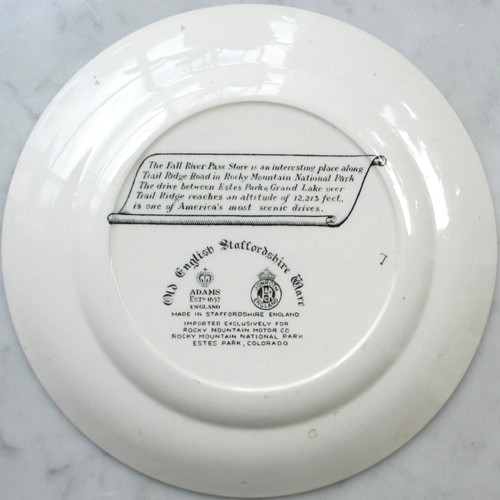 The Fall River Pass Store is an interesting place along
Trail Ridge Road in Rocky Mountain National Park
The drive between Estes Park & Grand Lake over
Trail Ridge reaches an altitude of 12,213 feet,
is one of America's most scenic drives.
Old English Staffordshire Ware
ADAMS
ESTD 1657
ENGLAND
ENGLAND
MADE IN STAFFORDSHIRE ENGLAND
IMPORTED EXCLUSIVELY FOR
ROCKY MOUNTAIN MOTOR CO
ROCKY MOUNTAIN NATIONAL PARK
ESTES PARK, COLORADO
7